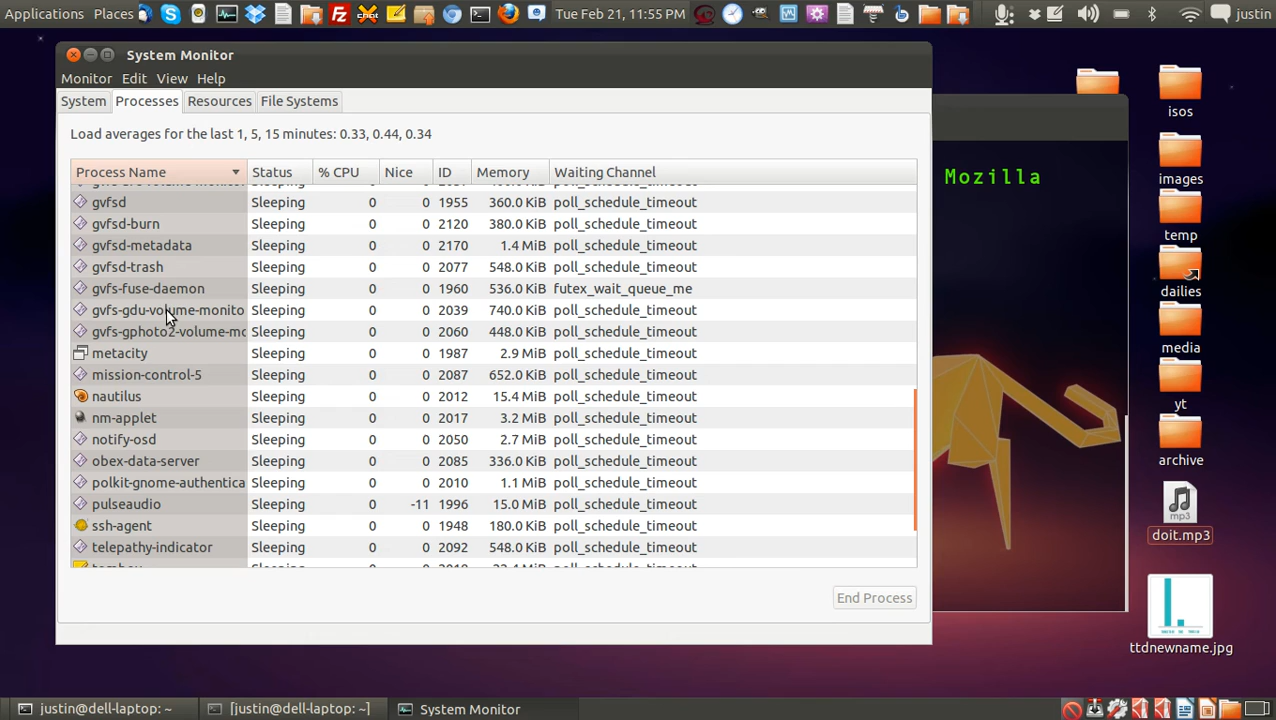 Applications Places Tue Feb 21, 11:55 PM justin
System Monitor
Monitor Edit View Help
System Processes Resources File Systems
Load averages for the last 1, 5, 15 minutes: 0.33, 0.44, 0.34
Process Name Status % CPU Nice ID Memory Waiting Channel
gvfsd Sleeping 0 0 poll_schedule_timeout
gvfsd-burn Sleeping 0 0 2120 380.0 KiB poll_schedule_timeout
gvfsd-metadata Sleeping 0 0 2170 1.4 MiB poll_schedule_timeout
gvfsd-trash Sleeping 0 0 2077 548.0 KiB poll_schedule_timeout
gvfs-fuse-daemon Sleeping 0 0 1960 536.0 KiB futex_wait_queue_me
gvfs-gdu-volume-monito Sleeping 0 0 2035 740.0 KiB poll_schedule_timeout
gvfs-gphoto2-volume-mo Sleeping 0 0 2060 448.0 KiB poll_schedule_timeout
metacity Sleeping 0 0 1987 2.9 MiB poll_schedule_timeout
mission-control-5 Sleeping 0 0 2087 652.0 KiB poll_schedule_timeout
nautilus Sleeping 0 0 2012 15.4 MiB poll_schedule_timeout
nm-applet Sleeping 0 0 2017 3.2 MiB poll_schedule_timeout
notify-osd Sleeping 0 0 2050 2.7 MiB poll_schedule_timeout
obex-data-server Sleeping 0 0 2085 336.0 KiB poll_schedule_timeout
polkit-gnome-authentica Sleeping 0 0 2010 1.1 MiB poll_schedule_timeout
pulseaudio Sleeping 0 -11 1996 15.0 MiB poll_schedule_timeout
ssh-agent Sleeping 0 0 1948 180.0 KiB poll_schedule_timeout
telepathy-indicator Sleeping 0 0 2092 548.0 KiB poll_schedule_timeout
End Process
Mozilla
isos
images
temp
dailies
media
yt
archive
mp3
doit.mp3
ttdnewname.jpg
justin@dell-laptop: ~ [justin@dell-laptop: ~] System Monitor